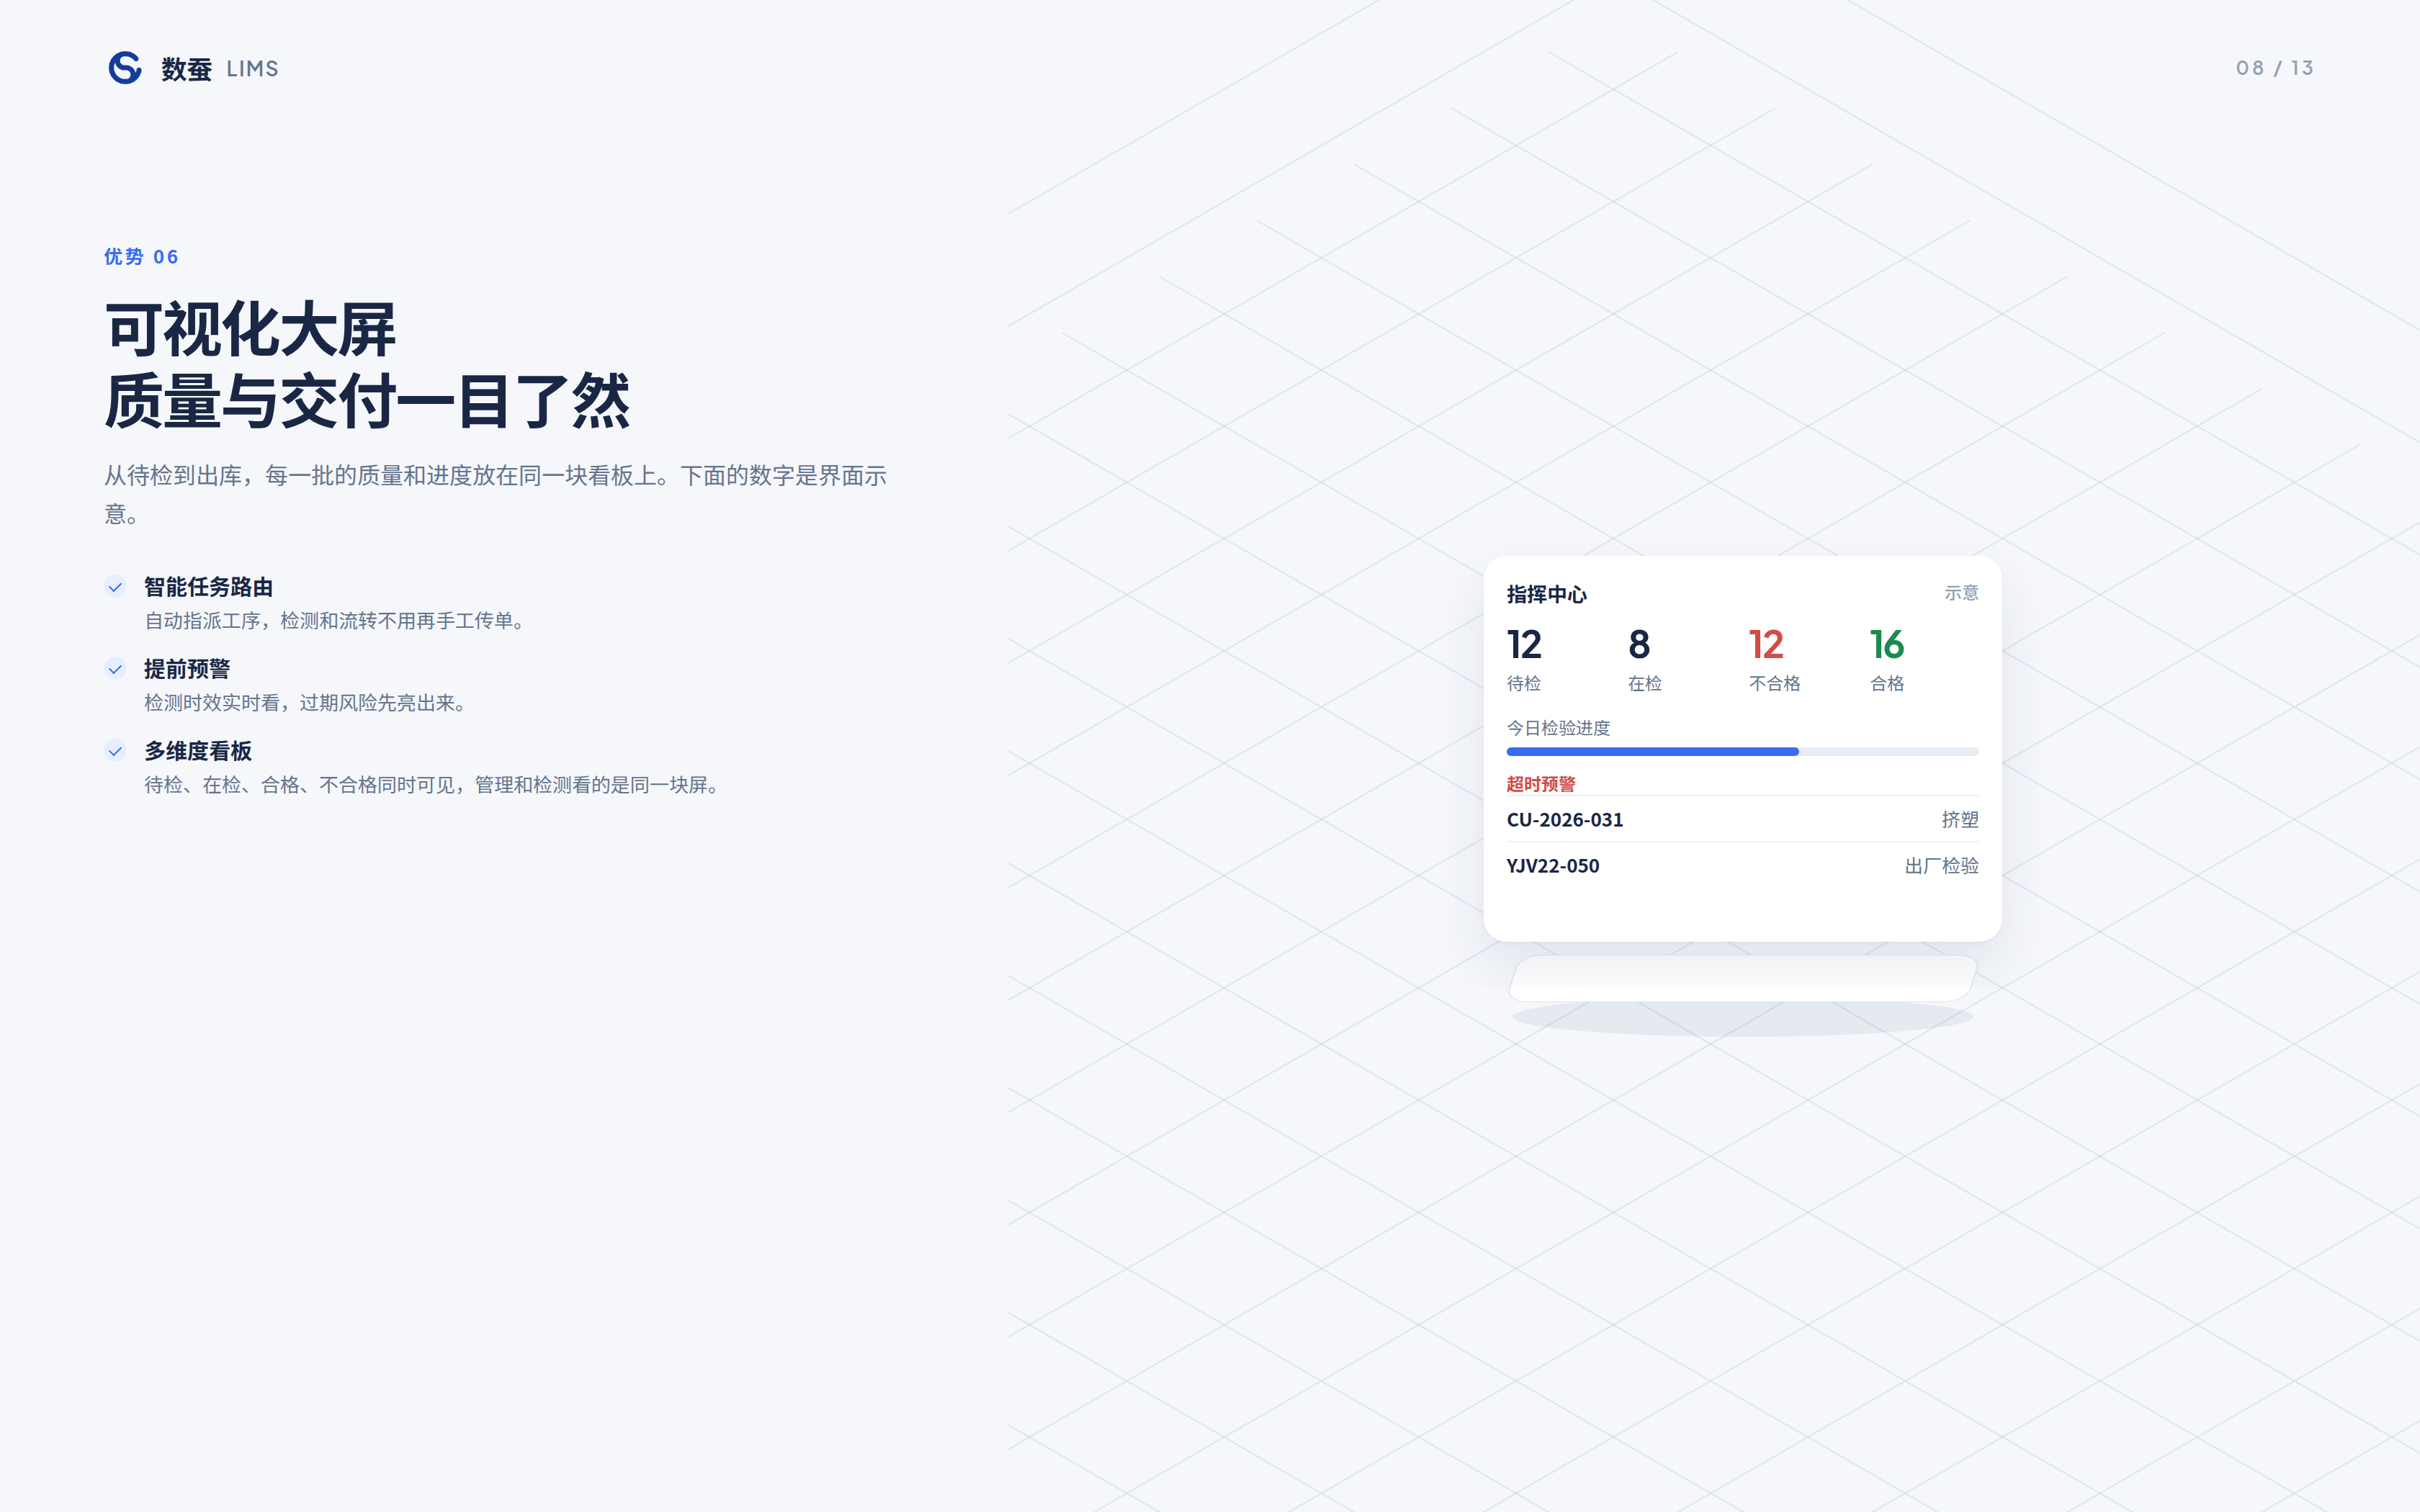 数蚕 LIMS
08 / 13
优势 06
可视化大屏
质量与交付一目了然
从待检到出库，每一批的质量和进度放在同一块看板上。下面的数字是界面示
意。
智能任务路由
自动指派工序，检测和流转不用再手工传单。
提前预警
检测时效实时看，过期风险先亮出来。
多维度看板
待检、在检、合格、不合格同时可见，管理和检测看的是同一块屏。
指挥中心 示意
12 8 12 16
待检 在检 不合格 合格
今日检验进度
超时预警
CU-2026-031 挤塑
YJV22-050 出厂检验